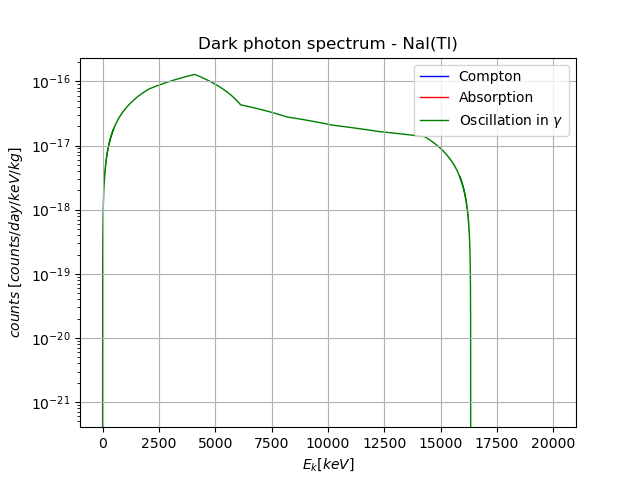 Dark photon spectrum - NaI(Tl)
Compton
Absorption
Oscillation in γ
counts [counts/day/keV/kg]
10⁻¹⁶
10⁻¹⁷
10⁻¹⁸
10⁻¹⁹
10⁻²⁰
10⁻²¹
0 2500 5000 7500 10000 12500 15000 17500 20000
Eₖ[keV]